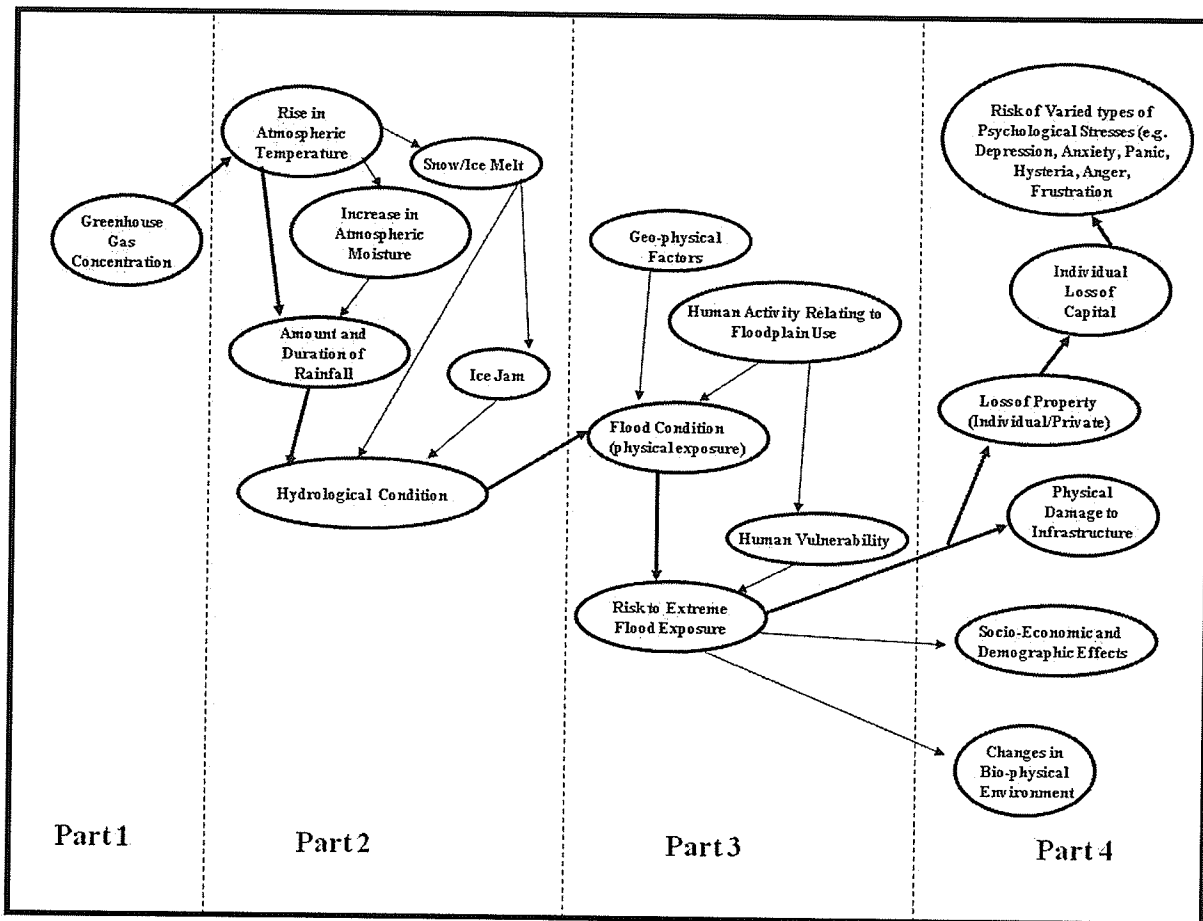 Greenhouse
Gas
Concentration
Rise in
Atmospheric
Temperature
Snow/Ice Melt
Increase in
Atmospheric
Moisture
Amount and
Duration of
Rainfall
Ice Jam
Hydrological Condition
Geo-physical
Factors
Human Activity Relating to
Floodplain Use
Flood Condition
(physical exposure)
Human Vulnerability
Risk to Extreme
Flood Exposure
Risk of Varied types of
Psychological Stresses (e.g.
Depression, Anxiety, Panic,
Hysteria, Anger,
Frustration
Individual
Loss of
Capital
Loss of Property
(Individual/Private)
Physical
Damage to
Infrastructure
Socio-Economic and
Demographic Effects
Changes in
Bio-physical
Environment
Part 1
Part 2
Part 3
Part 4